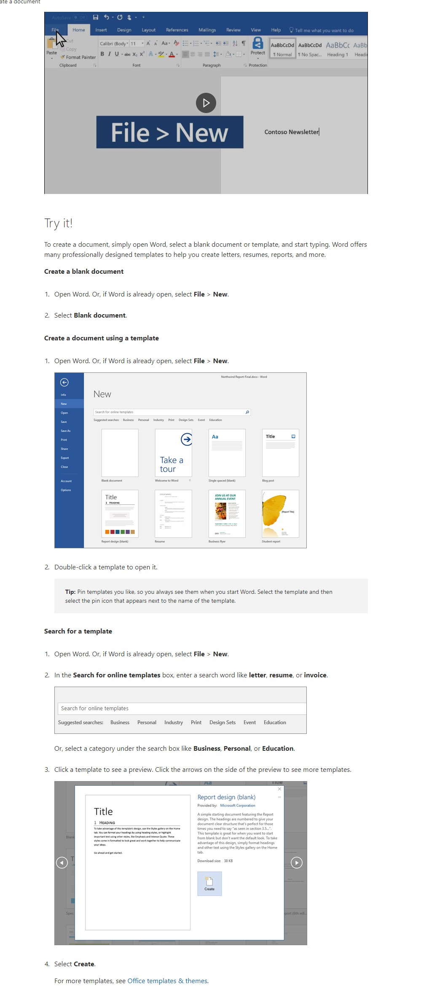 ate a document
AutoSave Off
File Home Insert Design Layout References Mailings Review View Help Tell me what you want to do
Cut
Calibri (Body 11 Aa
AaBbCcDd AaBbCcDd AaBbCc AaBb
Copy
Paste
Format Painter
B I U abc X₂ X² A A
Protect
¶ Normal ¶ No Spac... Heading 1 Headi
Clipboard Font Paragraph Protection
File > New
Contoso Newsletter
Try it!
To create a document, simply open Word, select a blank document or template, and start typing. Word offers
many professionally designed templates to help you create letters, resumes, reports, and more.
Create a blank document
1. Open Word. Or, if Word is already open, select File > New.
2. Select Blank document.
Create a document using a template
1. Open Word. Or, if Word is already open, select File > New.
Northwind Report-Final.docx - Word
Info
New
Open
Save
Save As
Print
Share
Export
Close
Account
Options
New
Search for online templates
Suggested searches: Business Personal Industry Print Design Sets Event Education
Take a
tour
Aa
Title
Blank document Welcome to Word Single spaced (blank) Blog post
Title
1 HEADING
[YOUR NAME]
JOIN US AT OUR
ANNUAL EVENT
[Report Title]
Report design (blank) Resume Business flyer Student report
2. Double-click a template to open it.
Tip: Pin templates you like, so you always see them when you start Word. Select the template and then
select the pin icon that appears next to the name of the template.
Search for a template
1. Open Word. Or, if Word is already open, select File > New.
2. In the Search for online templates box, enter a search word like letter, resume, or invoice.
Search for online templates
Suggested searches: Business Personal Industry Print Design Sets Event Education
Or, select a category under the search box like Business, Personal, or Education.
3. Click a template to see a preview. Click the arrows on the side of the preview to see more templates.
Aa
Title
Title
1 HEADING
To take advantage of this template's design, use the Styles gallery on the Home
tab. You can format your headings by using heading styles, or highlight
important text using other styles, like Emphasis and Intense Quote. These
styles come in formatted to look great and work together to help communicate
your ideas.
Go ahead and get started.
Report design (blank)
Provided by: Microsoft Corporation
A simple starting document featuring the Report
design. The headings are numbered to give your
document clear structure that's perfect for those
times you need to say "as seen in section 3.5...".
This template is great for when you want to start
from blank but don't want the default look. To take
advantage of this design, simply format headings
and other text using the Styles gallery on the Home
tab.
Download size: 38 KB
Create
Blank
Spec
port (6th edi...
4. Select Create.
For more templates, see Office templates & themes.